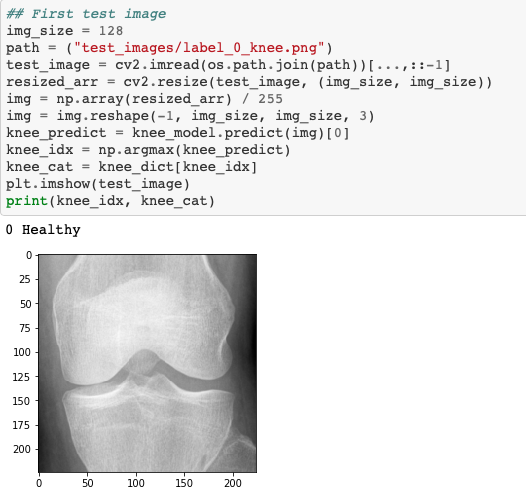 ## First test image
img_size = 128
path = ("test_images/label_0_knee.png")
test_image = cv2.imread(os.path.join(path))[...,::-1]
resized_arr = cv2.resize(test_image, (img_size, img_size))
img = np.array(resized_arr) / 255
img = img.reshape(-1, img_size, img_size, 3)
knee_predict = knee_model.predict(img)[0]
knee_idx = np.argmax(knee_predict)
knee_cat = knee_dict[knee_idx]
plt.imshow(test_image)
print(knee_idx, knee_cat)
0 Healthy
0
25
50
75
100
125
150
175
200
0 50 100 150 200